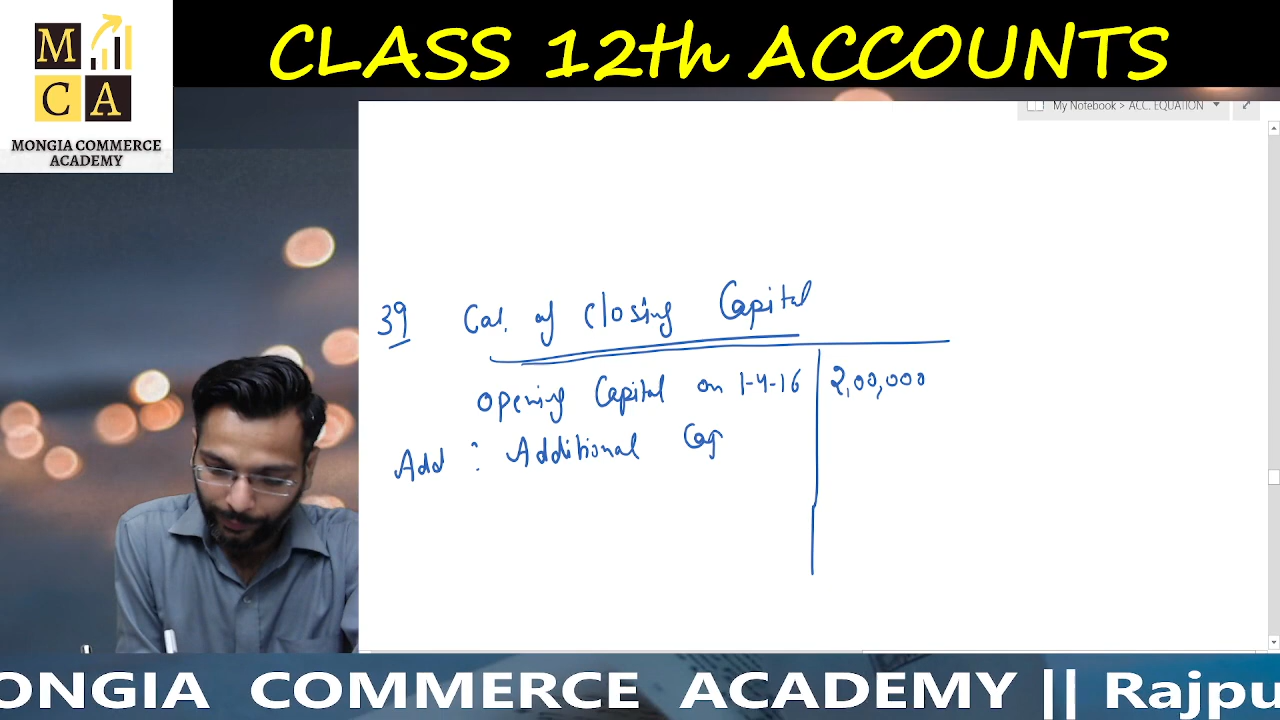 CLASS 12th ACCOUNTS
M
C A
MONGIA COMMERCE
ACADEMY
My Notebook > ACC. EQUATION
39 Cal. of Closing Capital
Opening Capital on 1-4-16 2,00,000
Add : Additional Cap
ONGIA COMMERCE ACADEMY || Rajpu